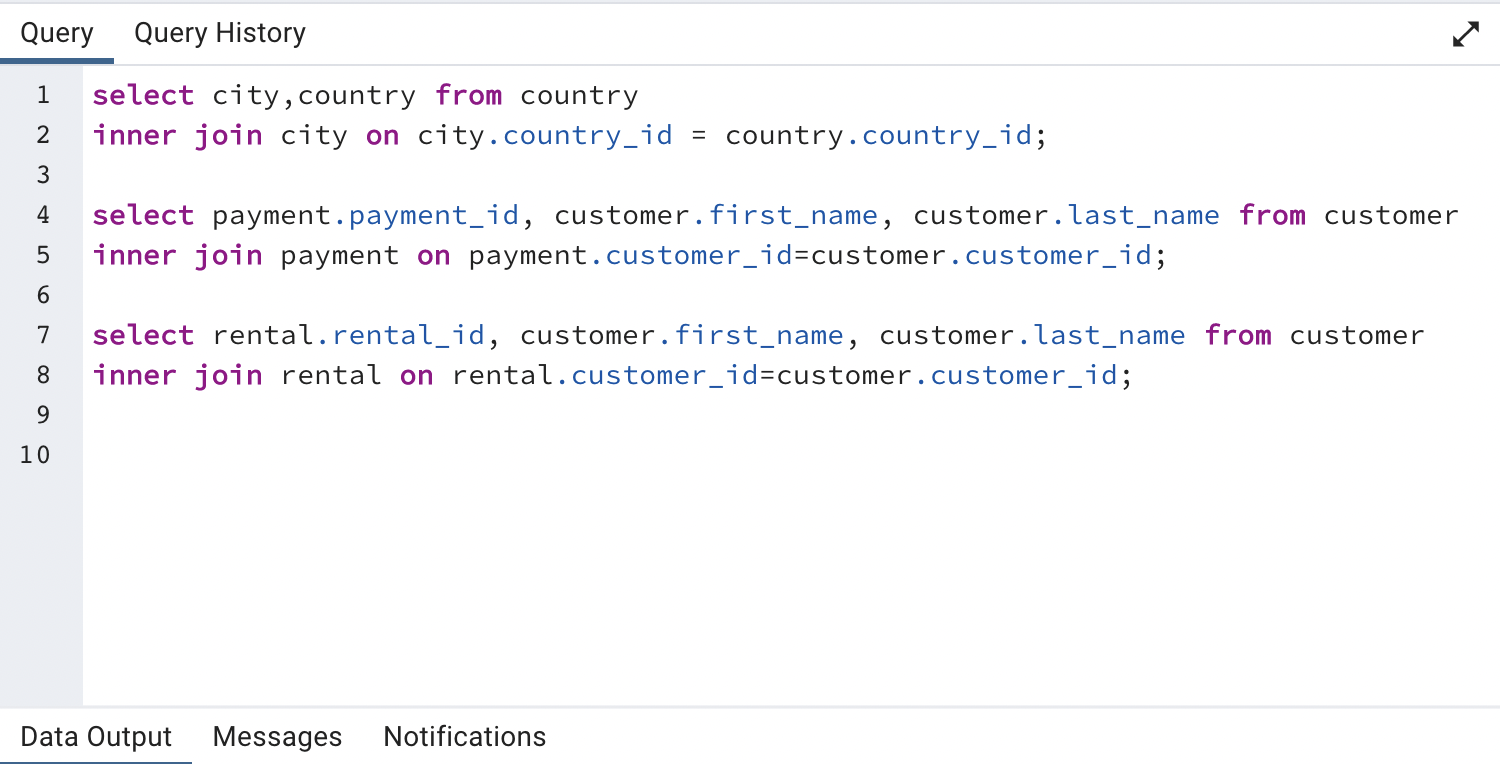 Query Query History
1 select city,country from country
2 inner join city on city.country_id = country.country_id;
3
4 select payment.payment_id, customer.first_name, customer.last_name from customer
5 inner join payment on payment.customer_id=customer.customer_id;
6
7 select rental.rental_id, customer.first_name, customer.last_name from customer
8 inner join rental on rental.customer_id=customer.customer_id;
9
10
Data Output Messages Notifications